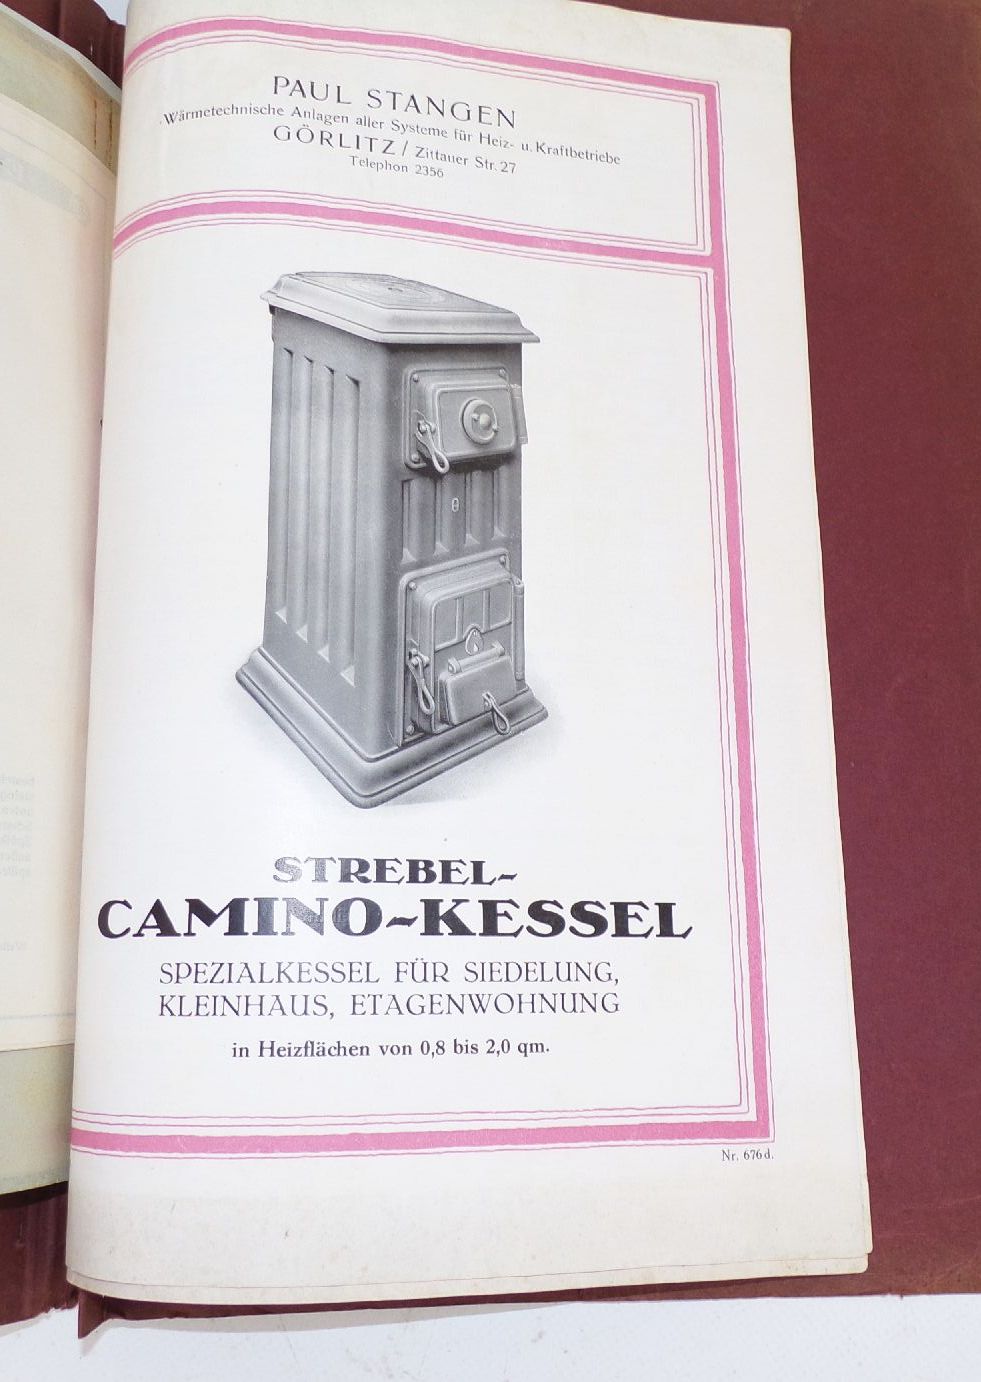 PAUL STANGEN
Wärmetechnische Anlagen aller Systeme für Heiz- u. Kraftbetriebe
GÖRLITZ / Zittauer Str. 27
Telephon 2356
STREBEL-
CAMINO-KESSEL
SPEZIALKESSEL FÜR SIEDELUNG,
KLEINHAUS, ETAGENWOHNUNG
in Heizflächen von 0,8 bis 2,0 qm.
Nr. 676d.